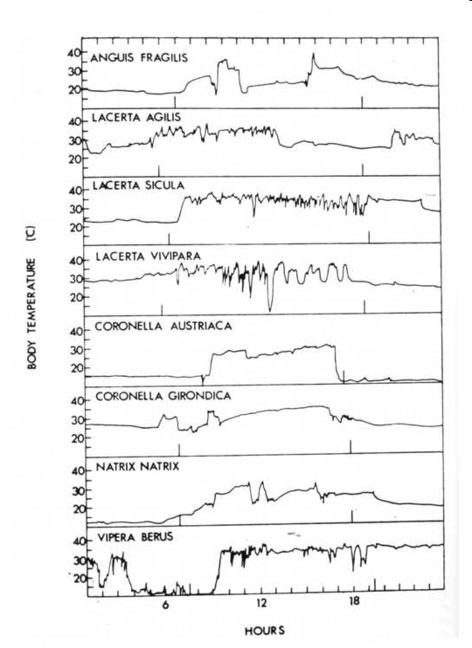 BODY TEMPERATURE (°C)
ANGUIS FRAGILIS
40
30
20
LACERTA AGILIS
40
30
20
LACERTA SICULA
40
30
20
LACERTA VIVIPARA
40
30
20
CORONELLA AUSTRIACA
40
30
20
CORONELLA GIRONDICA
40
30
20
NATRIX NATRIX
40
30
20
VIPERA BERUS
40
30
20
6 12 18
HOURS